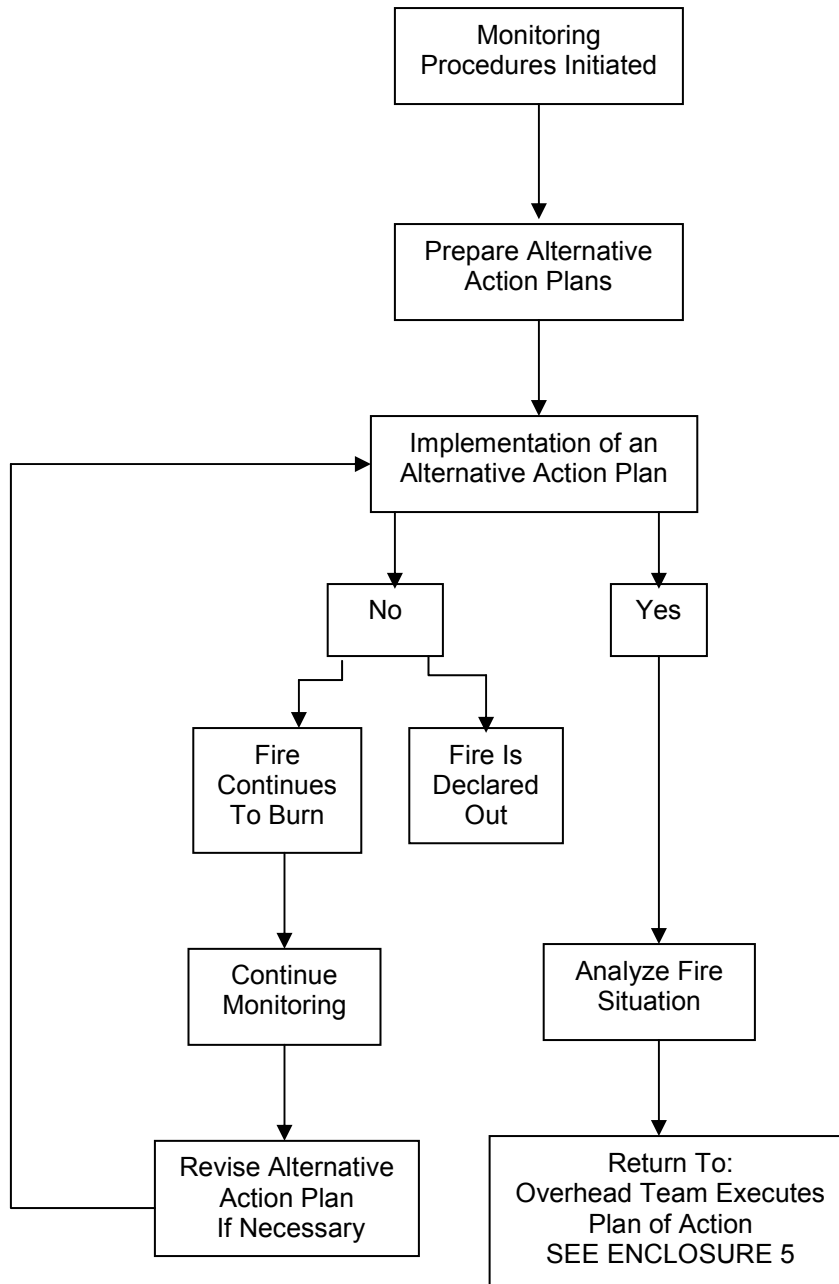 Monitoring
Procedures Initiated
Prepare Alternative
Action Plans
Implementation of an
Alternative Action Plan
No
Yes
Fire
Continues
To Burn
Fire Is
Declared
Out
Continue
Monitoring
Analyze Fire
Situation
Revise Alternative
Action Plan
If Necessary
Return To:
Overhead Team Executes
Plan of Action
SEE ENCLOSURE 5